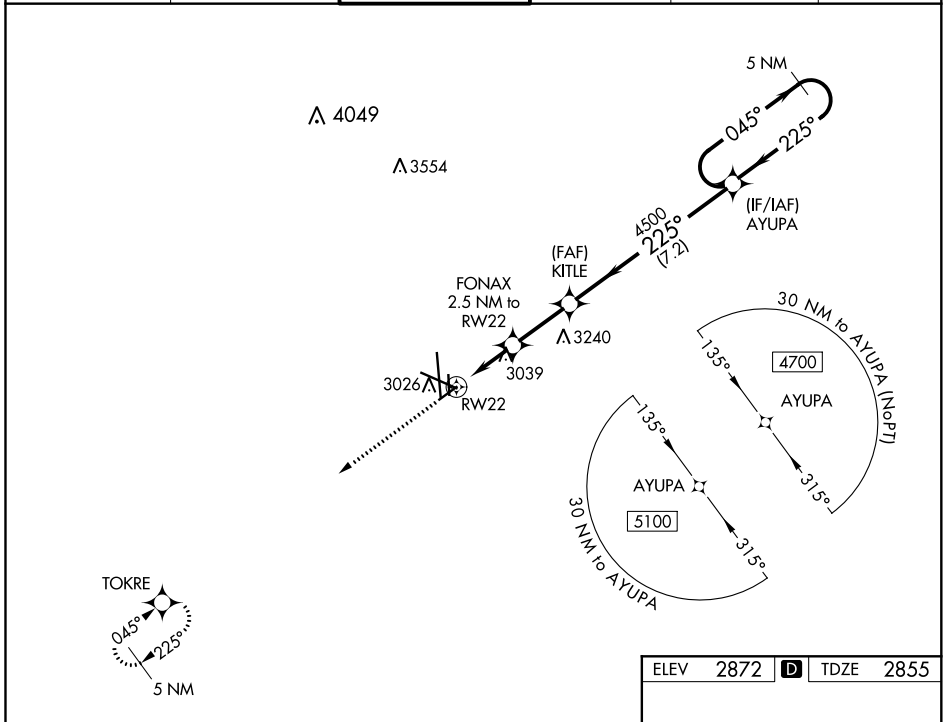 5 NM
045°
225°
4049
3554
(IF/IAF)
AYUPA
4500
225°
(7.2)
(FAF)
KITLE
FONAX
2.5 NM to
RW22
3240
3039
3026
RW22
30 NM to AYUPA (NoPT)
135°
4700
AYUPA
315°
135°
AYUPA
5100
315°
30 NM to AYUPA
TOKRE
045°
225°
5 NM
ELEV 2872 D TDZE 2855